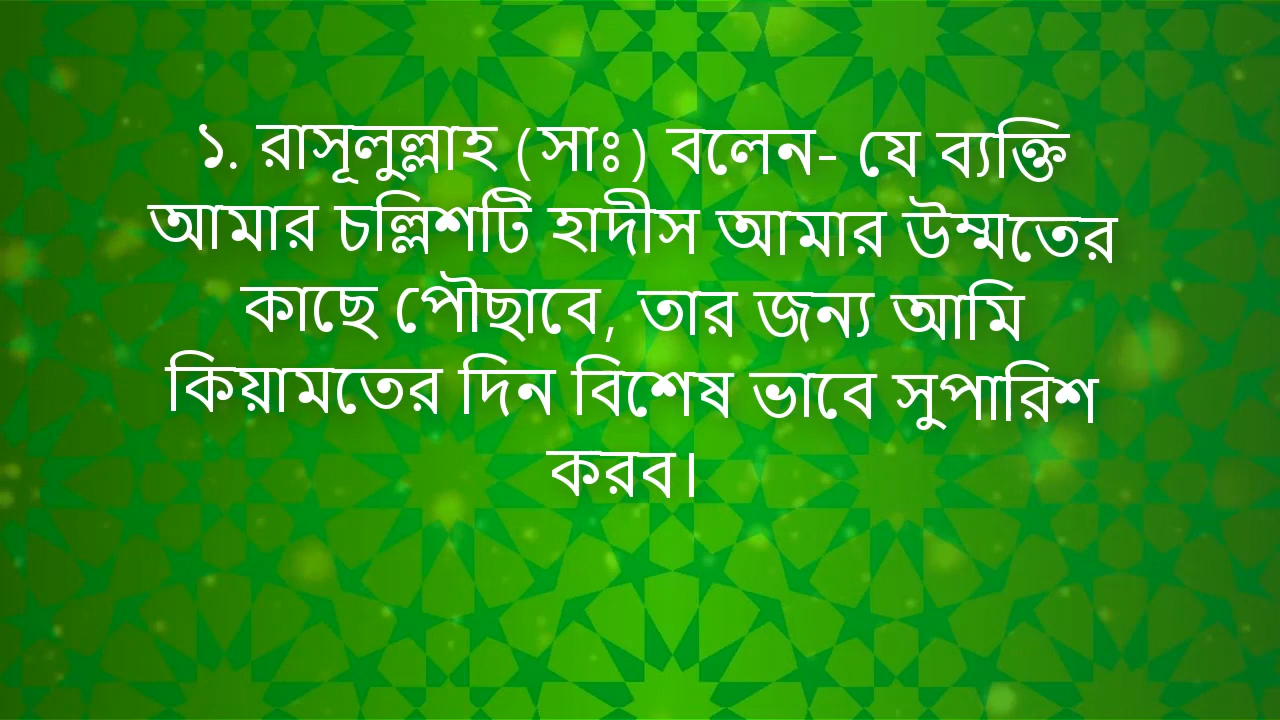 ১. রাসূলুল্লাহ (সাঃ) বলেন- যে ব্যক্তি
আমার চল্লিশটি হাদীস আমার উম্মতের
কাছে পৌছাবে, তার জন্য আমি
কিয়ামতের দিন বিশেষ ভাবে সুপারিশ
করব।